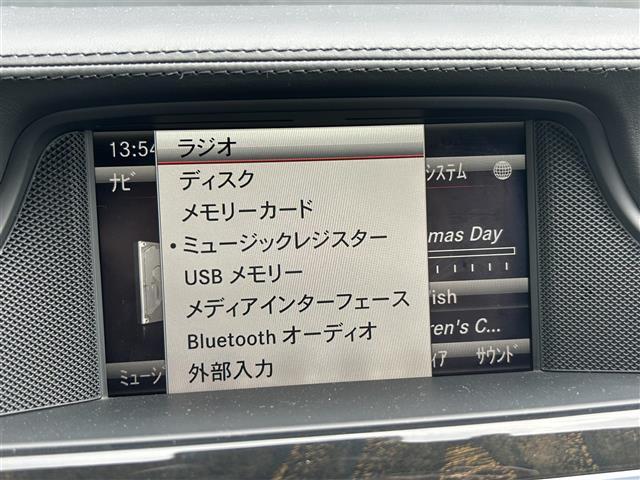 13:54
ナビ
ラジオ
ディスク
メモリーカード
・ミュージックレジスター
USB メモリー
メディアインターフェース
Bluetooth オーディオ
外部入力
システム
mas Day
ish
en's C...
ィア
サウンド
ミュージ